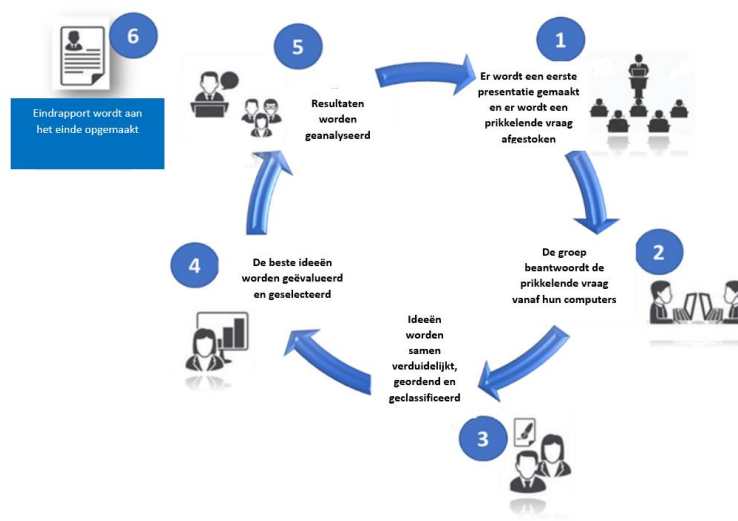 1
Er wordt een eerste
presentatie gemaakt
en er wordt een
prikkelende vraag
afgestoken
2
De groep
beantwoordt de
prikkelende vraag
vanaf hun computers
3
Ideeën
worden
samen
verduidelijkt,
geordend en
geclassificeerd
4
De beste ideeën
worden geëvalueerd
en geselecteerd
5
Resultaten
worden
geanalyseerd
6
Eindrapport wordt aan
het einde opgemaakt